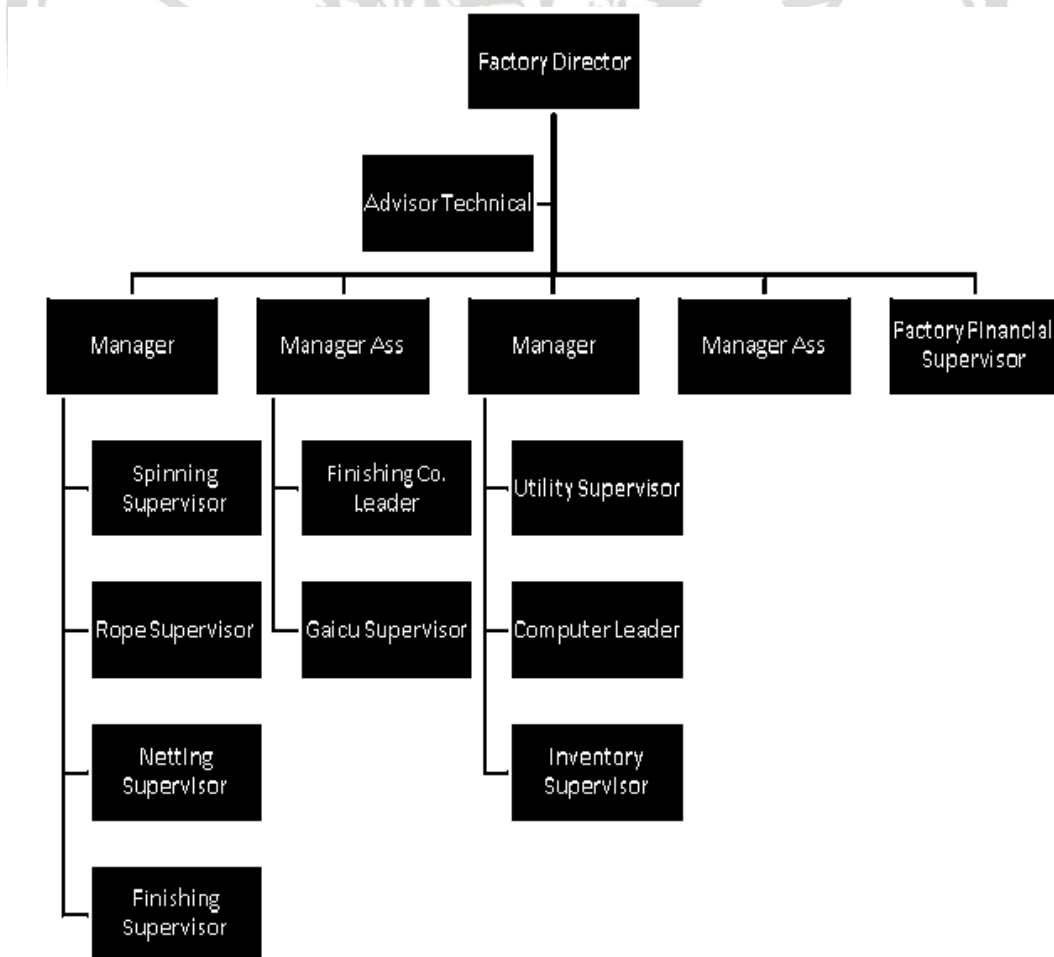 Factory Director
Advisor Technical
Manager
Manager Ass
Manager
Manager Ass
Factory Financial
Supervisor
Spinning
Supervisor
Finishing Co.
Leader
Utility Supervisor
Rope Supervisor
Gaicu Supervisor
Computer Leader
Netting
Supervisor
Inventory
Supervisor
Finishing
Supervisor